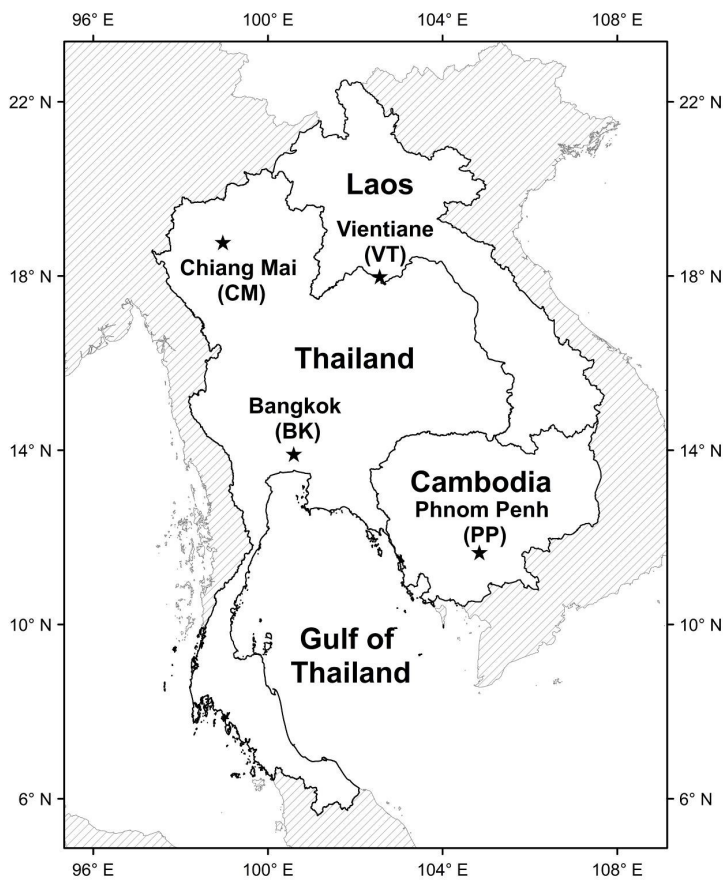 96° E 100° E 104° E 108° E
22° N 22° N
Laos
Vientiane
(VT)
Chiang Mai
(CM)
18° N 18° N
Thailand
Bangkok
(BK)
14° N 14° N
Cambodia
Phnom Penh
(PP)
10° N 10° N
Gulf of
Thailand
6° N 6° N
96° E 100° E 104° E 108° E